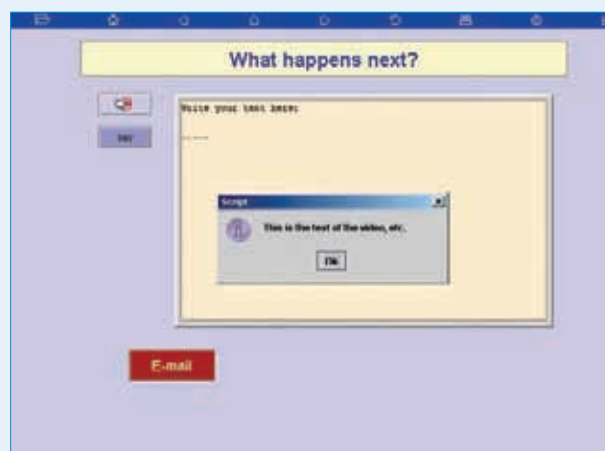 What happens next?
Write your text here:
-----
Script
This is the text of the video, etc.
OK
E-mail